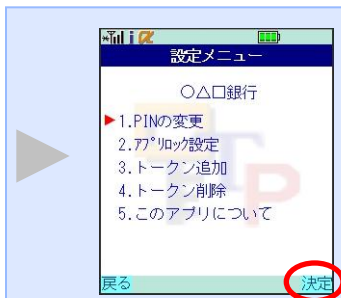 設定メニュー
○△□銀行
1.PINの変更
2.ｱﾌﾟﾘﾛｯｸ設定
3.トークン追加
4.トークン削除
5.このアプリについて
戻る 決定